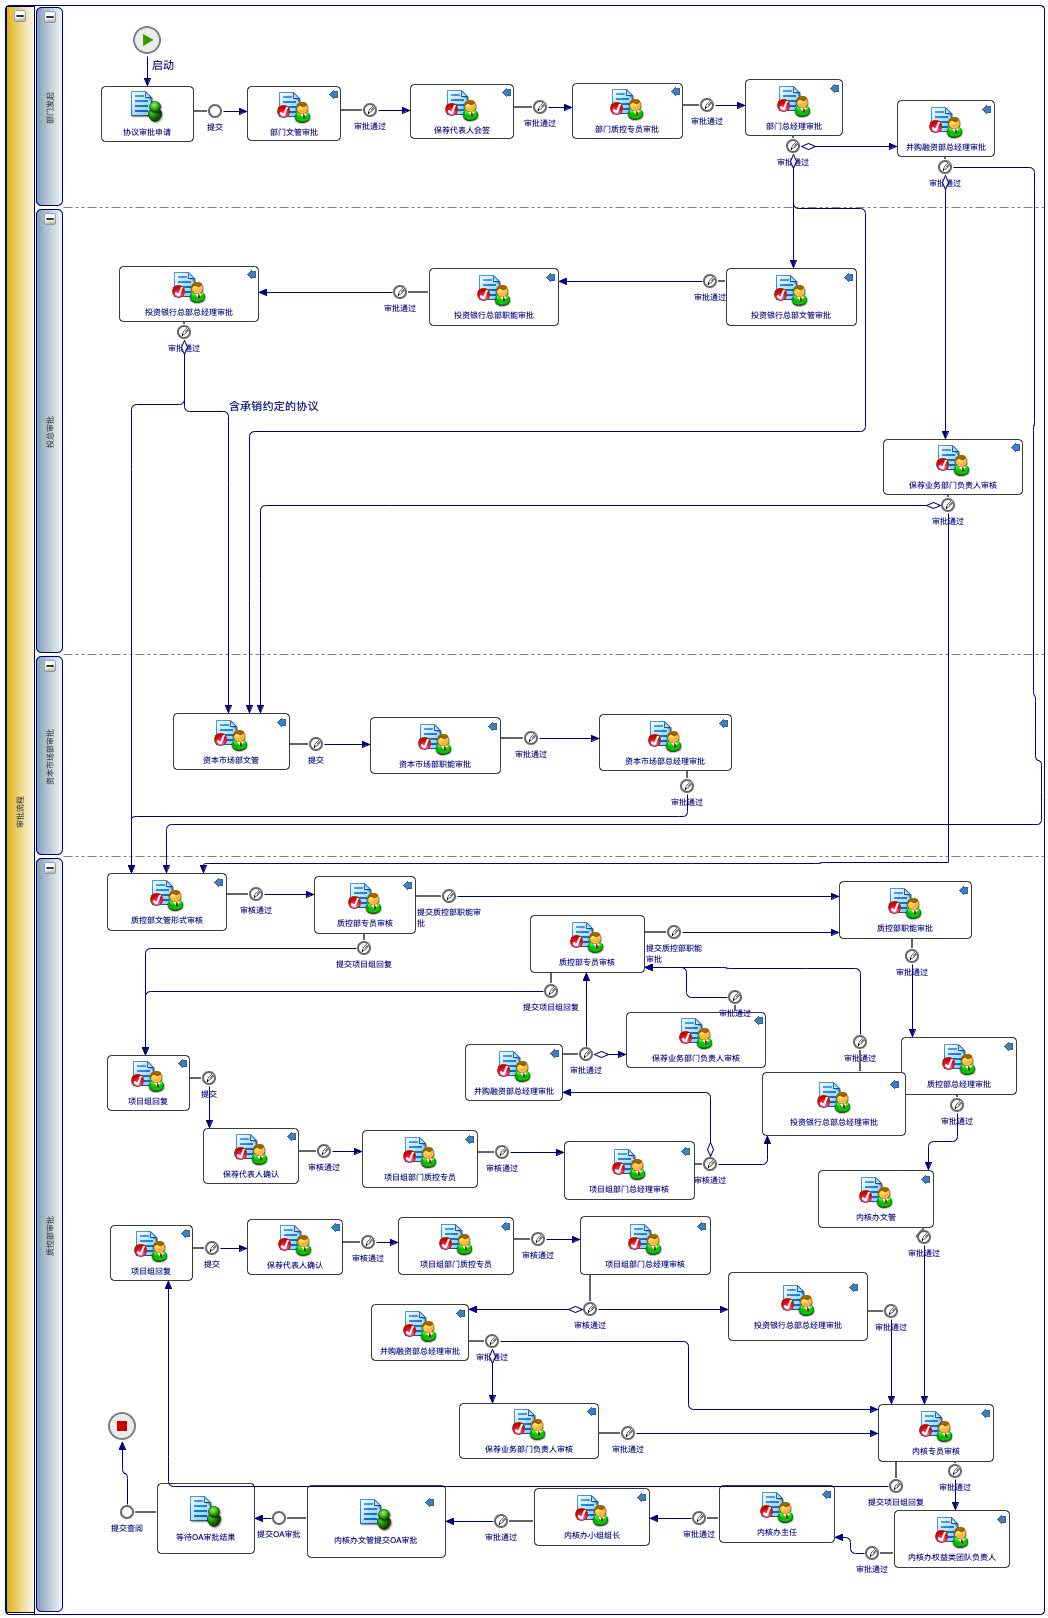 审批流程
部门发起
启动
协议审批申请
提交
部门文管审批
审批通过
保荐代表人会签
审批通过
部门质控专员审批
审批通过
部门总经理审批
审批通过
并购融资部总经理审批
审批通过
投总审批
投资银行总部总经理审批
审批通过
审批通过
投资银行总部职能审批
审批通过
投资银行总部文管审批
含承销约定的协议
保荐业务部门负责人审核
审批通过
资本市场部审批
资本市场部文管
提交
资本市场部职能审批
审批通过
资本市场部总经理审批
审批通过
质控部审批
质控部文管形式审核
审核通过
质控部专员审核
提交质控部职能审
批
提交项目组回复
质控部专员审核
提交质控部职能
审批
提交项目组回复
质控部职能审批
审批通过
审批通过
保荐业务部门负责人审核
审批通过
质控部总经理审批
审批通过
并购融资部总经理审批
审批通过
投资银行总部总经理审批
项目组回复
提交
保荐代表人确认
审核通过
项目组部门质控专员
审核通过
项目组部门总经理审核
审核通过
内核办文管
审批通过
项目组回复
提交
保荐代表人确认
审核通过
项目组部门质控专员
审核通过
项目组部门总经理审核
审核通过
投资银行总部总经理审批
审批通过
并购融资部总经理审批
审批通过
保荐业务部门负责人审核
审批通过
内核专员审核
提交项目组回复
审批通过
提交查阅
等待OA审批结果
提交OA审批
内核办文管提交OA审批
审批通过
内核办小组组长
审批通过
内核办主任
审批通过
内核办权益类团队负责人